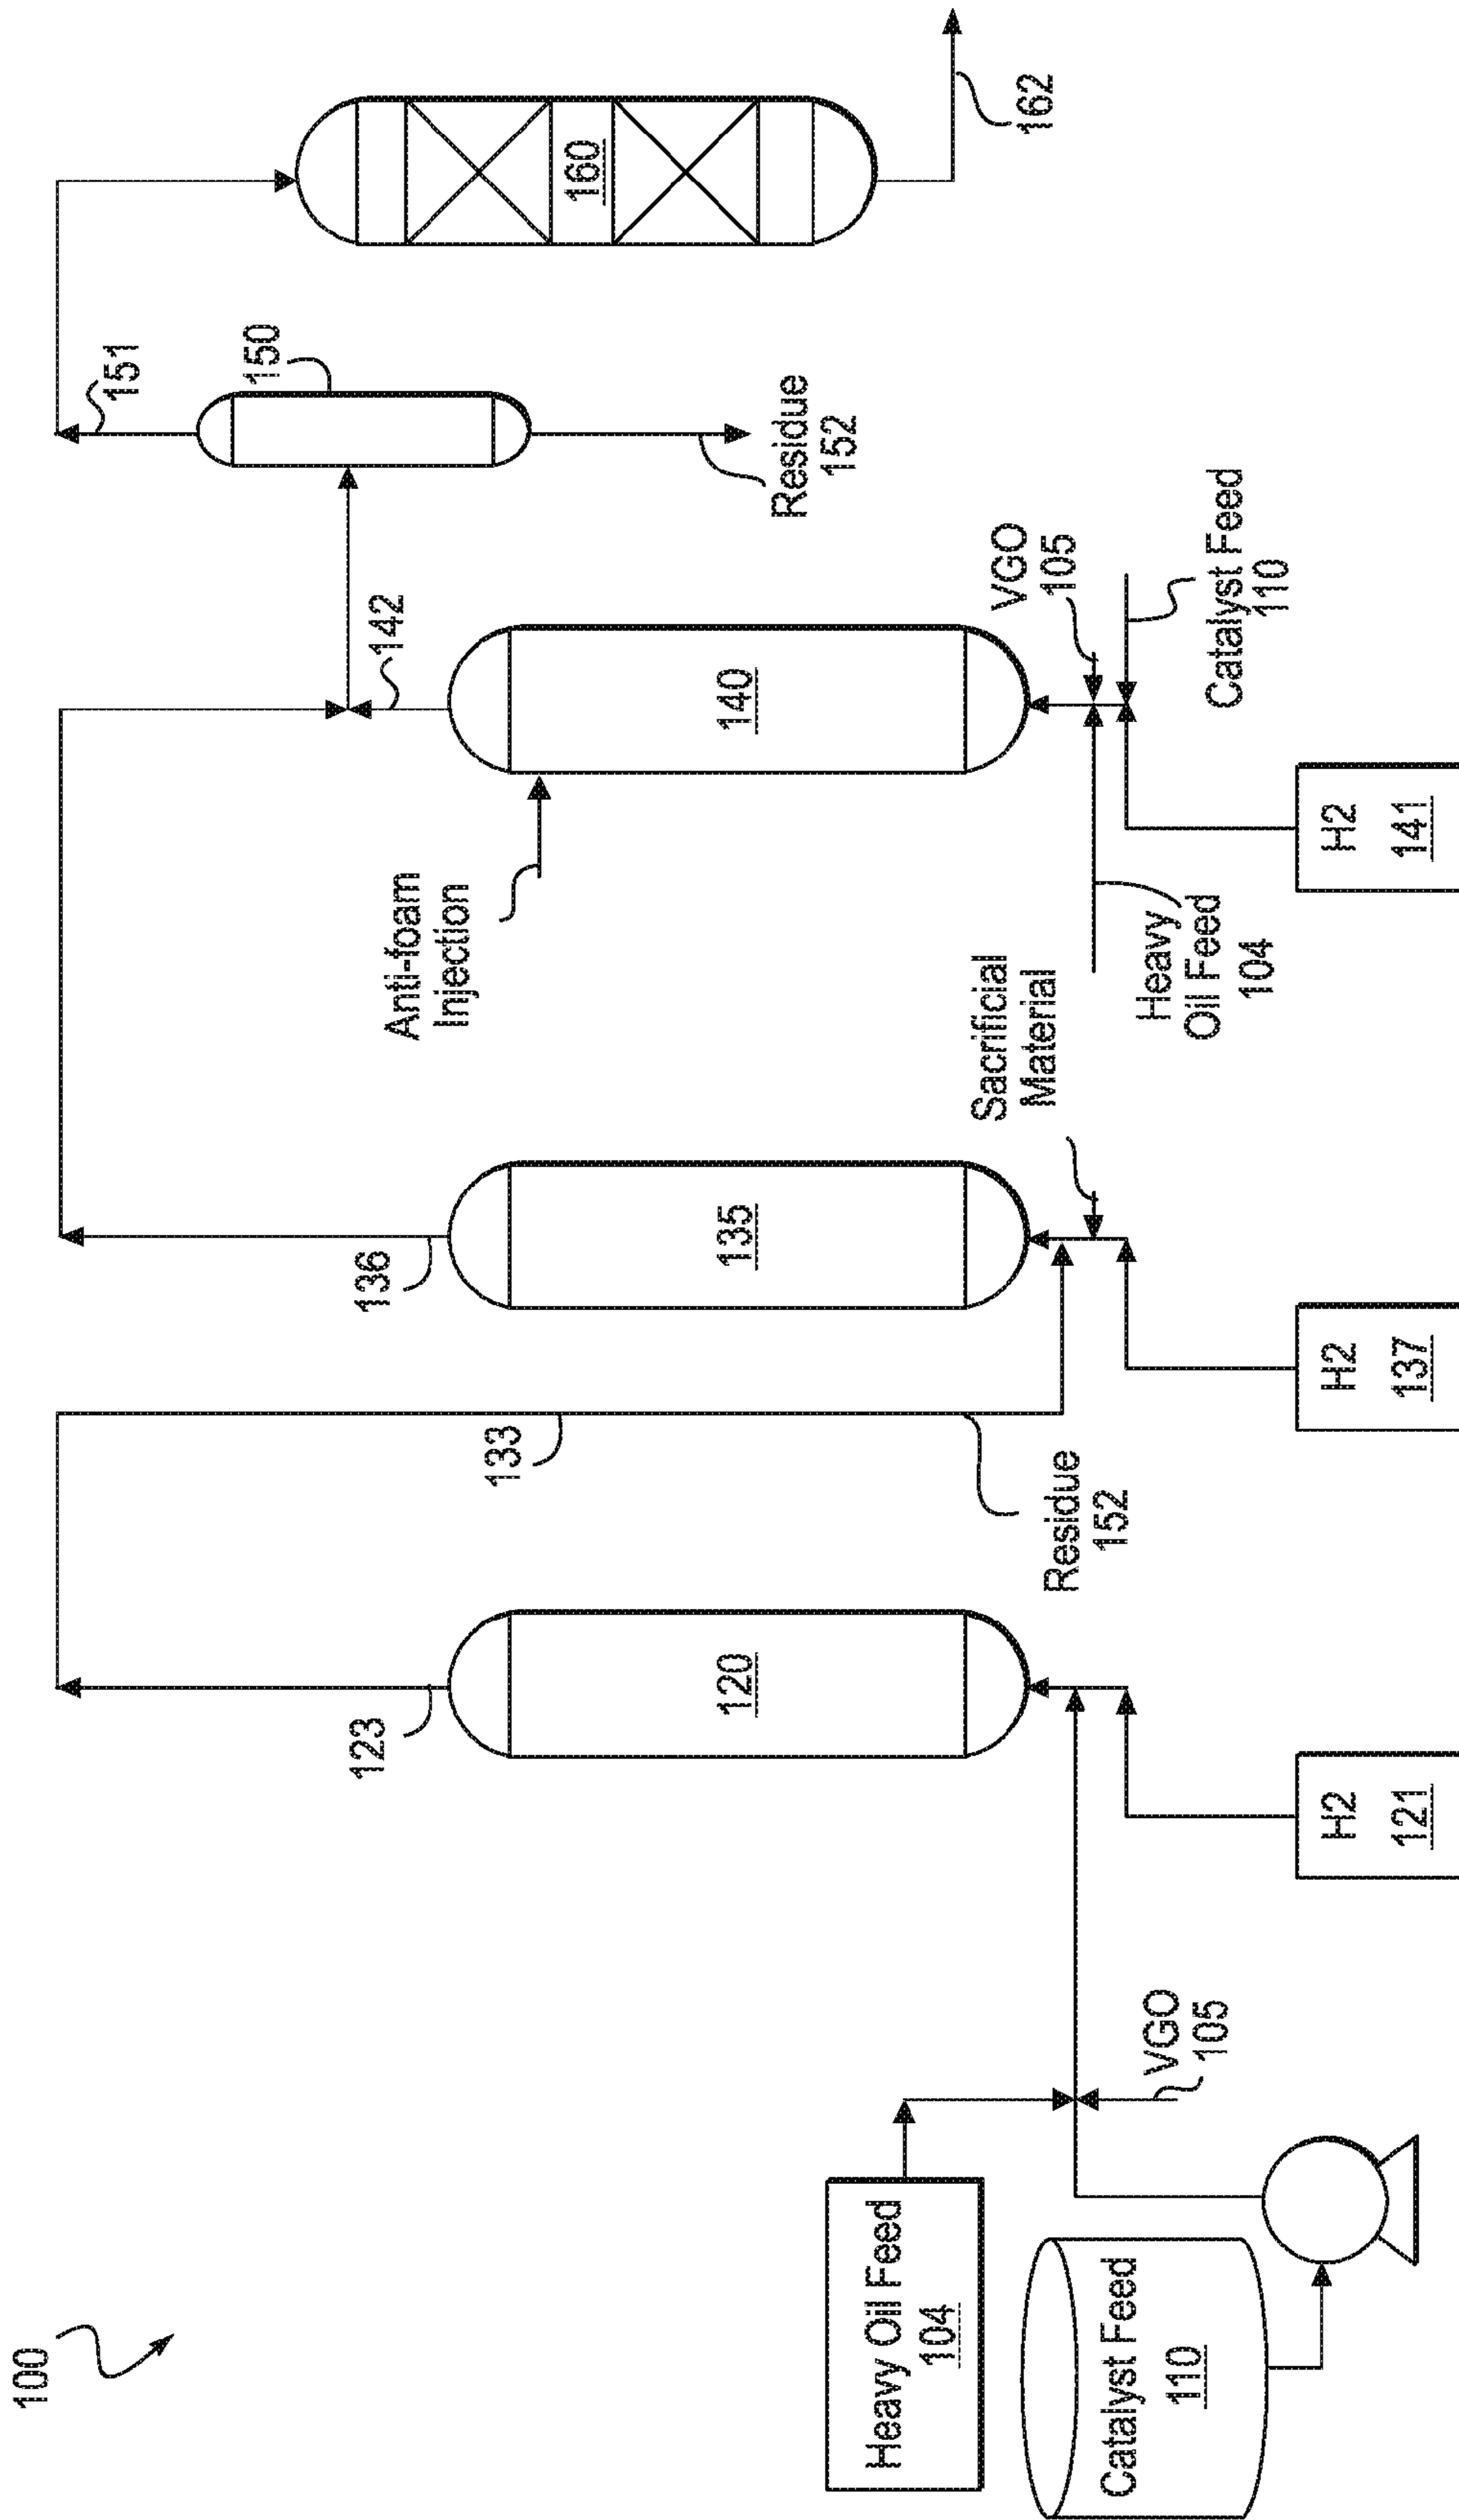 100
Heavy Oil Feed
104
Catalyst Feed
110
VGO
105
123
120
H2
121
133
Residue
152
136
135
Sacrificial
Material
H2
137
Anti-foam
Injection
142
140
VGO
105
Heavy
Oil Feed
104
Catalyst Feed
110
H2
141
151
150
Residue
152
160
162